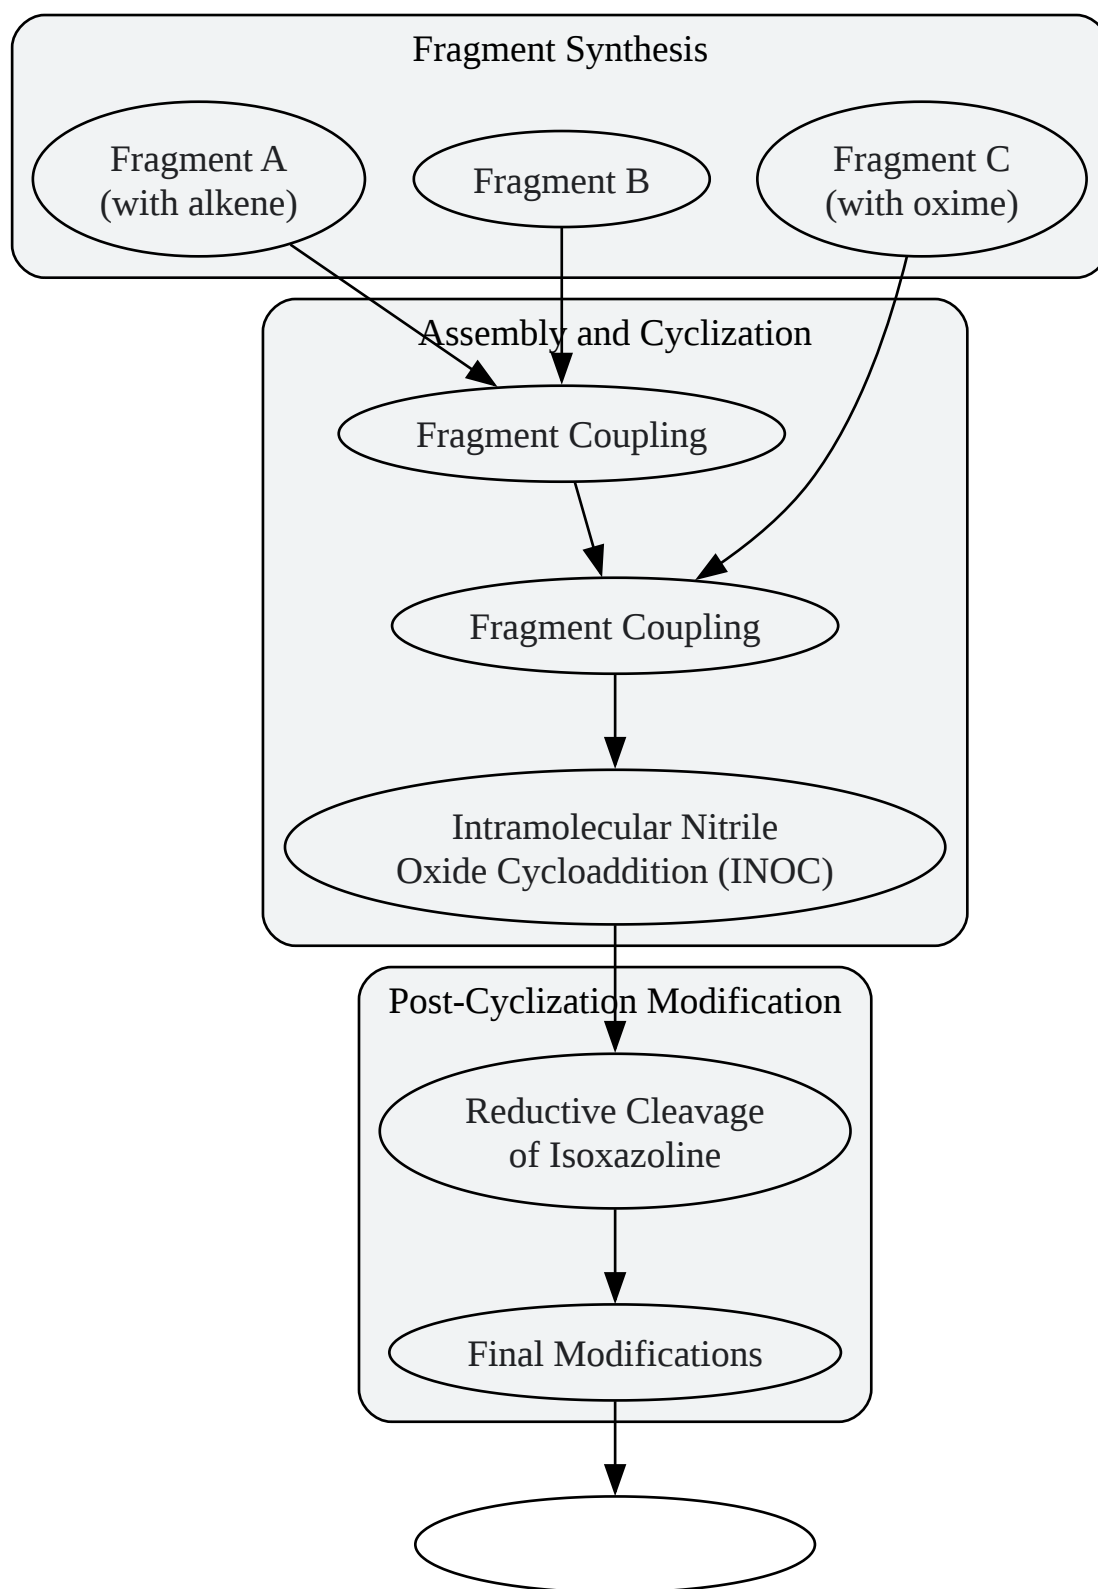 Fragment Synthesis
Fragment A
(with alkene)
Fragment B
Fragment C
(with oxime)
Assembly and Cyclization
Fragment Coupling
Fragment Coupling
Intramolecular Nitrile
Oxide Cycloaddition (INOC)
Post-Cyclization Modification
Reductive Cleavage
of Isoxazoline
Final Modifications